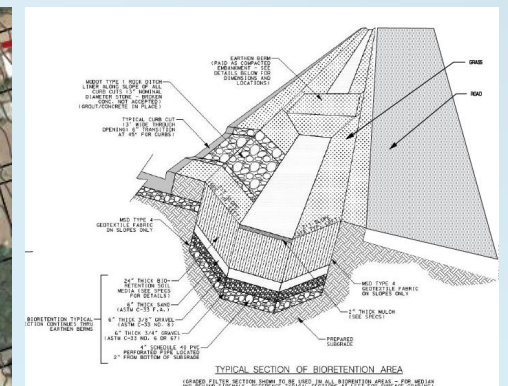 MODOT TYPE 1 ROCK DITCH
LINER ALONG SLOPE OF ALL
CURB CUTS (3" NOMINAL
DIAMETER STONE - BROKEN
CONC. NOT ACCEPTED)
(GROUT/CONCRETE IN PLACE)
TYPICAL CURB CUT
(3' WIDE THROUGH
OPENING; 6" TRANSITION
AT 45° FOR CURBS)
EARTHEN BERM
(PAID AS COMPACTED
EMBANKMENT - SEE
DETAILS BELOW FOR
DIMENSIONS AND
LOCATIONS)
GRASS
ROAD
MSD TYPE 4
GEOTEXTILE FABRIC
ON SLOPES ONLY
24" THICK BIO-
RETENTION SOIL
MEDIA (SEE SPECS
FOR DETAILS)
6" THICK SAND
(ASTM C-33 F.A.)
6" THICK 3/8" GRAVEL
(ASTM C-33 NO. 8)
6" THICK 3/4" GRAVEL
(ASTM C-33 NO. 6 OR 67)
4" SCHEDULE 40 PVC
PERFORATED PIPE LOCATED
2" FROM BOTTOM OF SUBGRADE
BIORETENTION TYPICAL
CTION CONTINUES THRU
EARTHEN BERMS
MSD TYPE 4
GEOTEXTILE FABRIC
ON SLOPES ONLY
2" THICK MULCH
(SEE SPECS)
PREPARED
SUBGRADE
TYPICAL SECTION OF BIORETENTION AREA
(GRADED FILTER SECTION SHOWN TO BE USED IN ALL BIORENTION AREAS - FOR MEDIAN